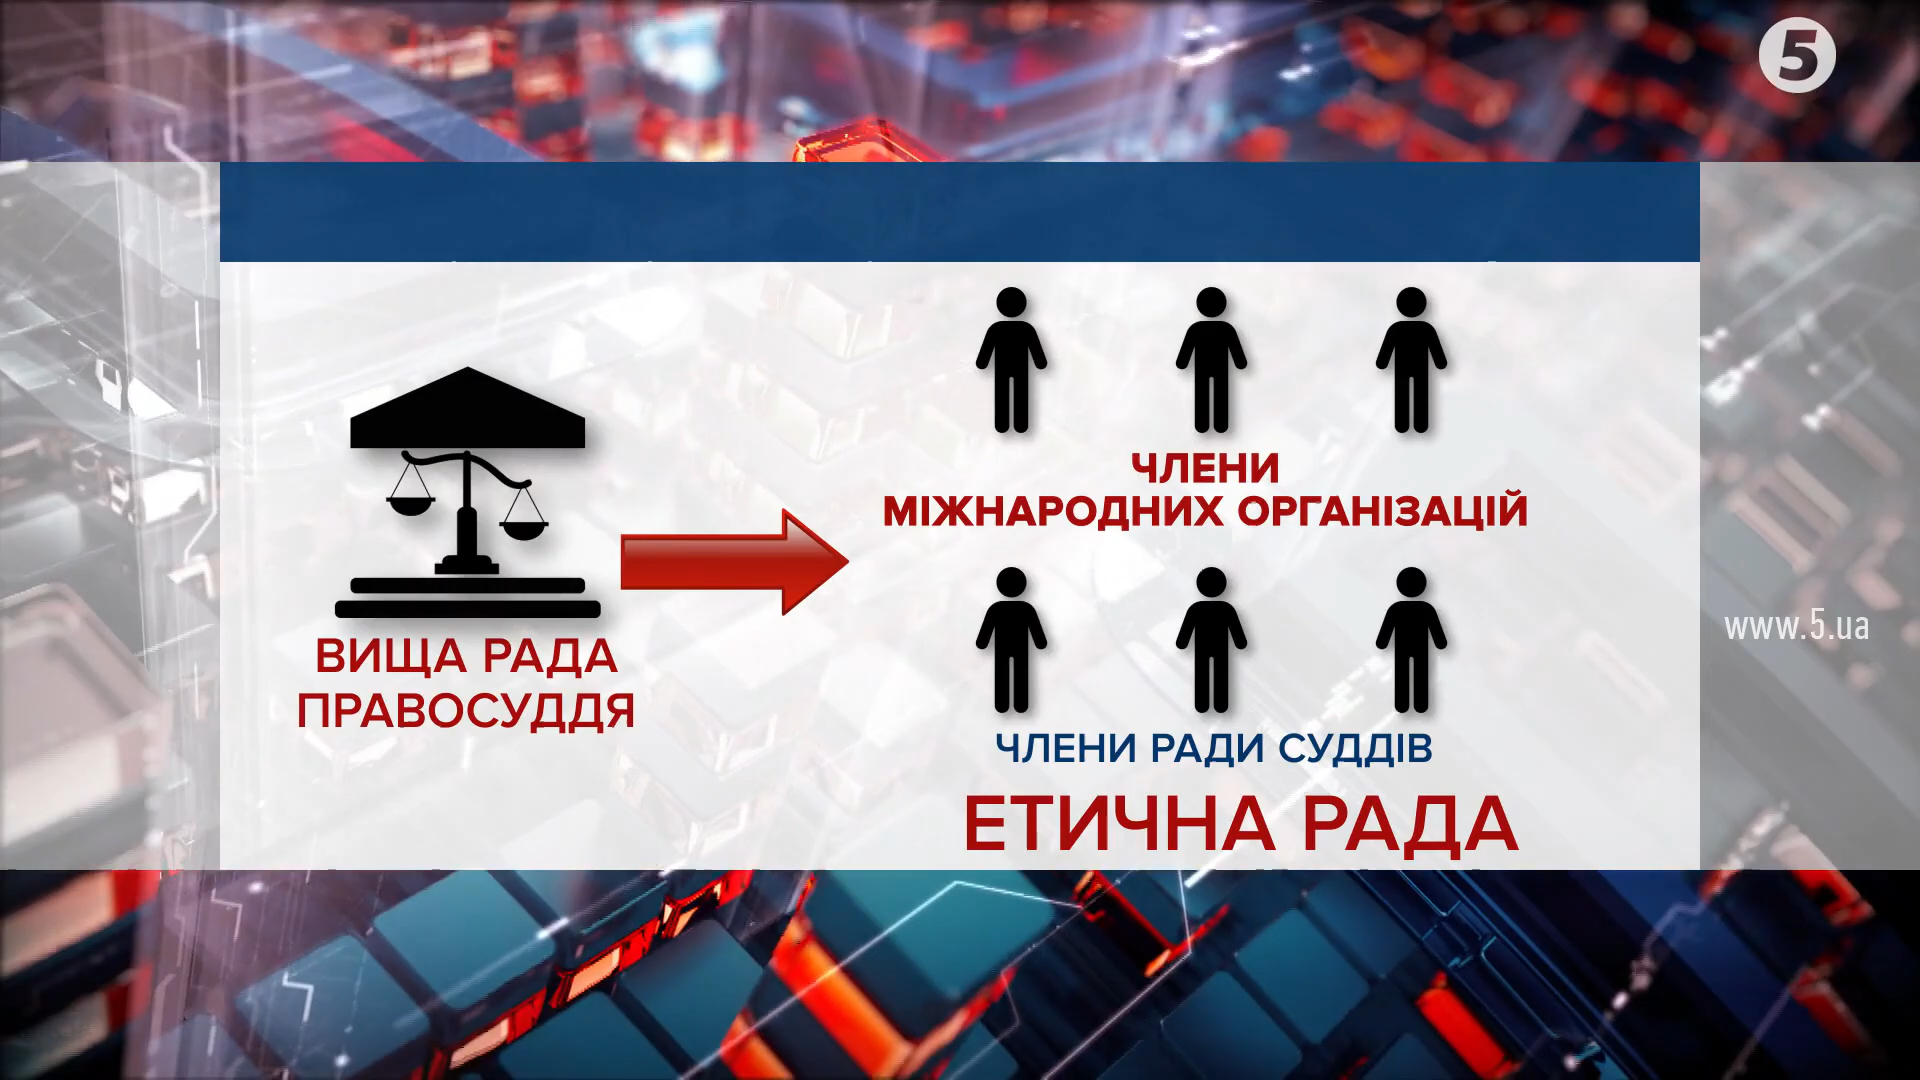 5
ЧЛЕНИ
МІЖНАРОДНИХ ОРГАНІЗАЦІЙ
ВИЩА РАДА
ПРАВОСУДДЯ
ЧЛЕНИ РАДИ СУДДІВ
ЕТИЧНА РАДА
www.5.ua